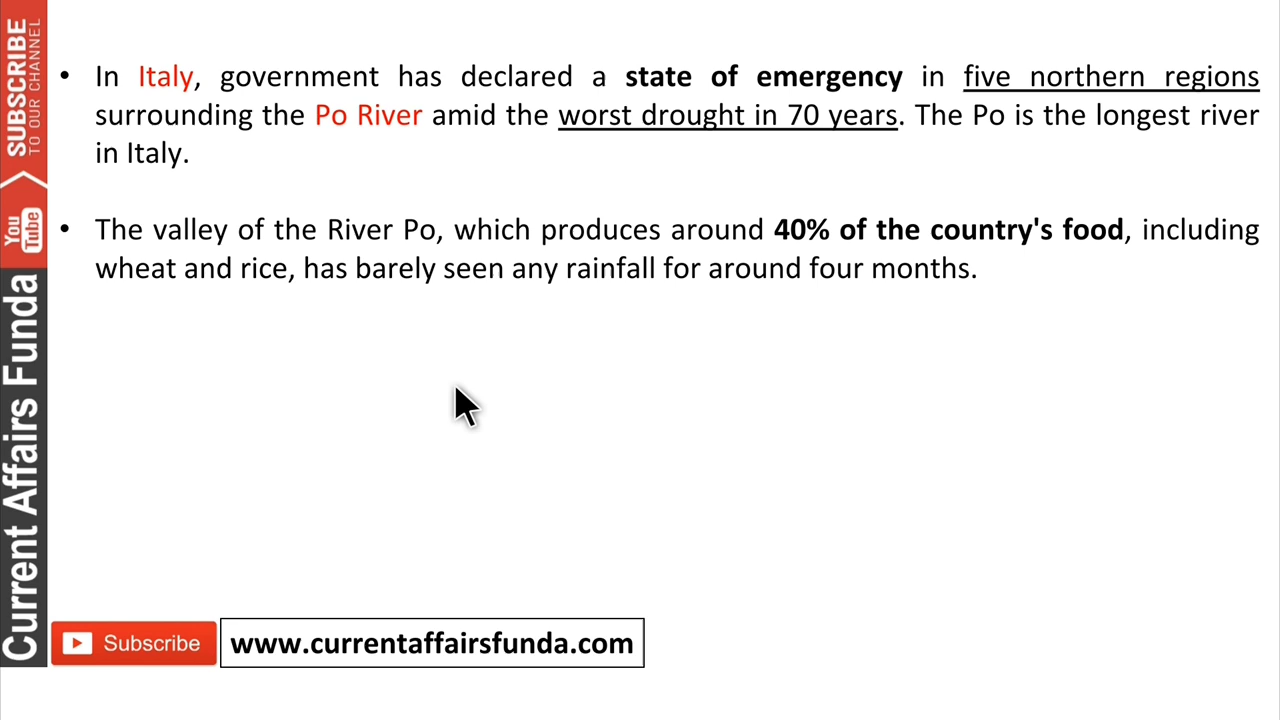 • In Italy, government has declared a state of emergency in five northern regions
surrounding the Po River amid the worst drought in 70 years. The Po is the longest river
in Italy.
• The valley of the River Po, which produces around 40% of the country's food, including
wheat and rice, has barely seen any rainfall for around four months.
SUBSCRIBE
TO OUR CHANNEL
You
Tube
Current Affairs Funda
Subscribe
www.currentaffairsfunda.com